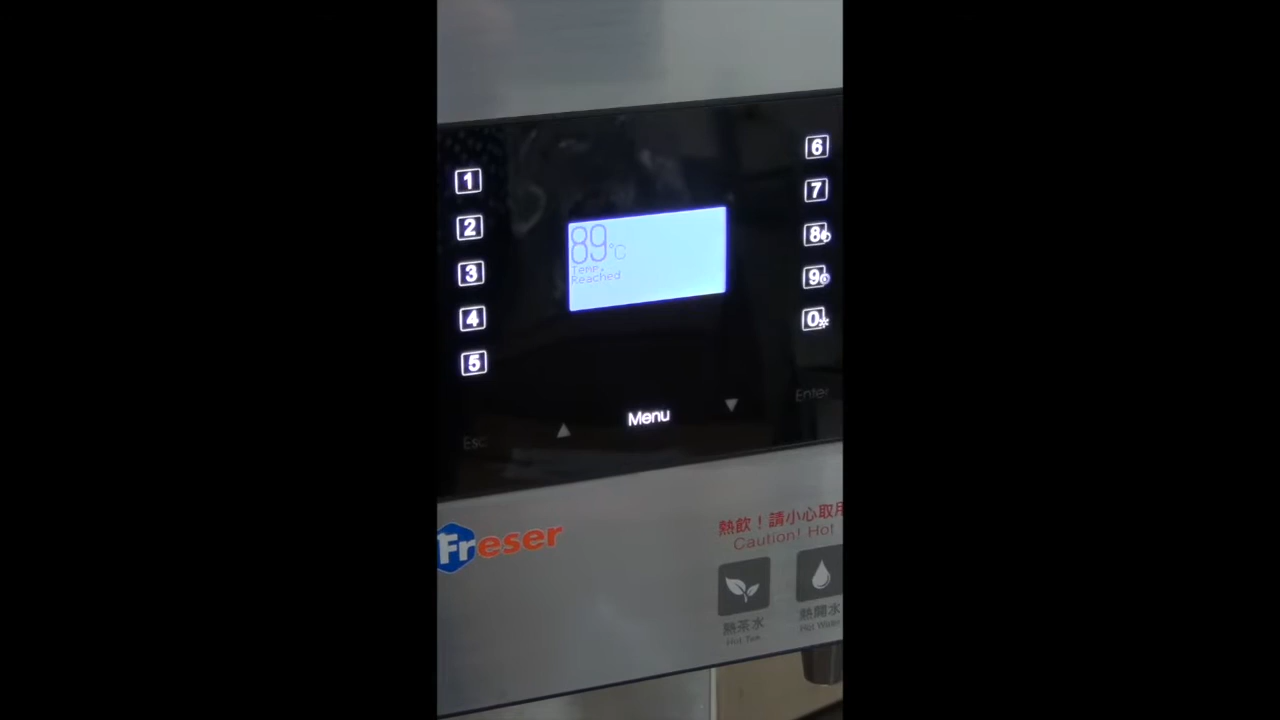 1
2
3
4
5
6
7
8
9
0
89°C
Temp.
Reached
Esc
▲
Menu
▼
Enter
Freser
熱飲！請小心取用
Caution! Hot
熱茶水
Hot Tea
熱開水
Hot Water